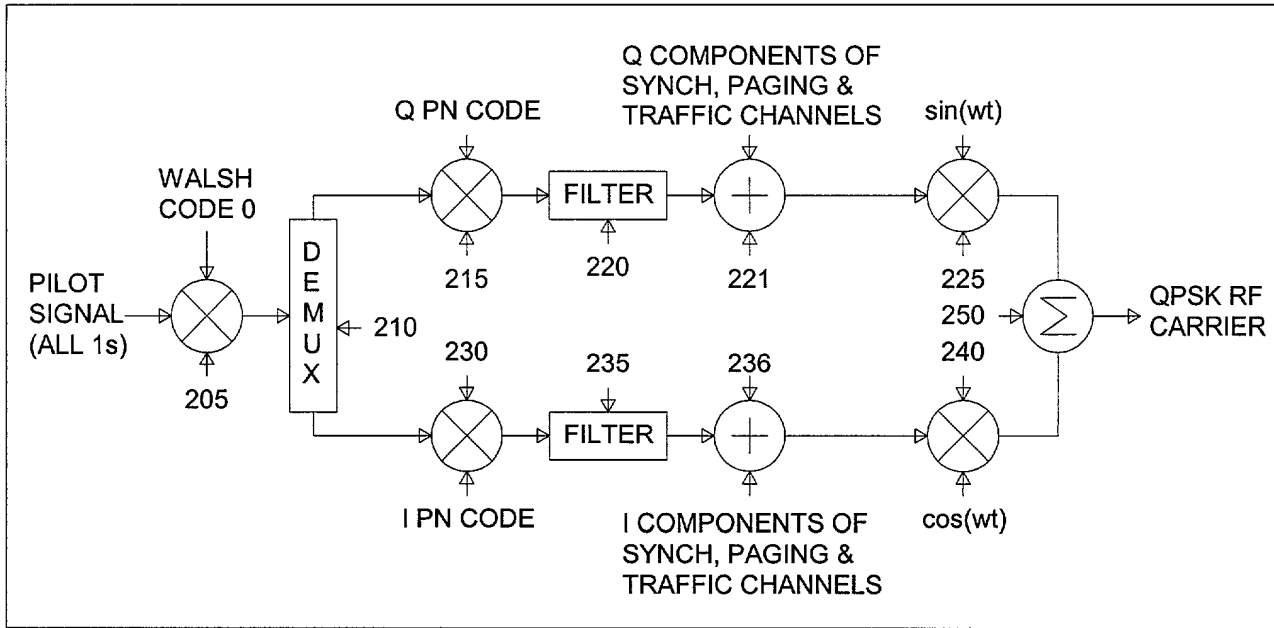 Q COMPONENTS OF
SYNCH, PAGING &
TRAFFIC CHANNELS
Q PN CODE
sin(wt)
WALSH
CODE 0
FILTER
215
220
221
225
PILOT
SIGNAL
(ALL 1s)
205
DEMUX
210
250
Σ
QPSK RF
CARRIER
230
235
236
240
FILTER
I PN CODE
I COMPONENTS OF
SYNCH, PAGING &
TRAFFIC CHANNELS
cos(wt)